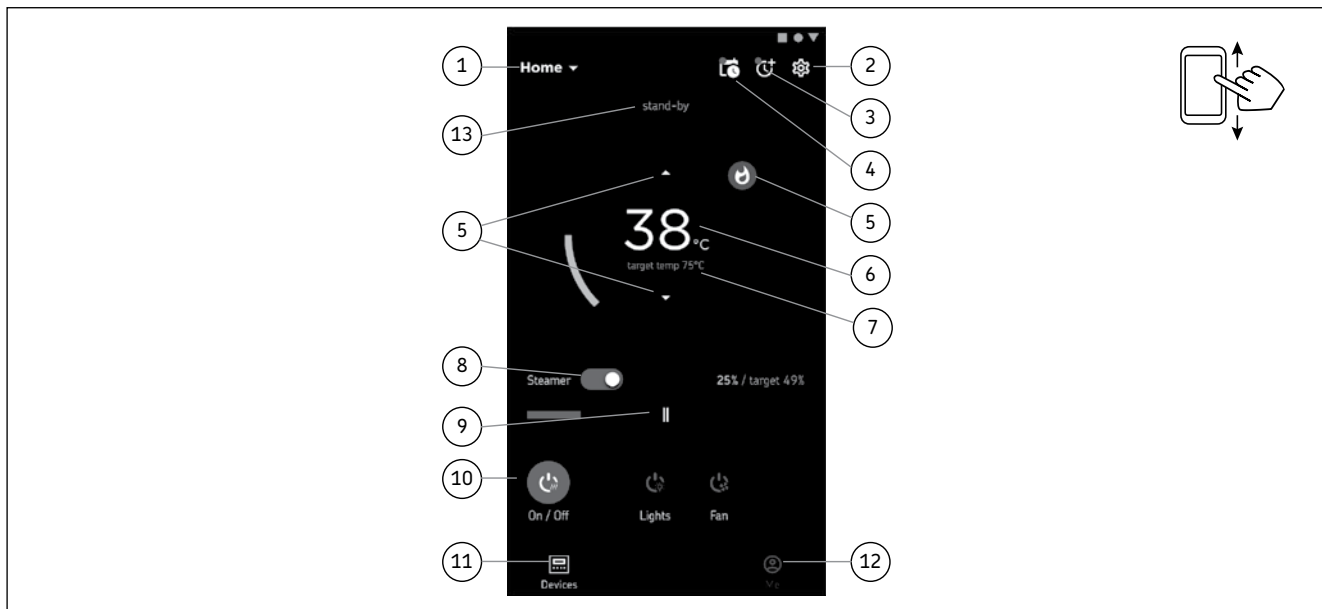 1
Home
2
stand-by
3
13
4
5
5
38°C
6
target temp 75°C
7
8
Steamer
25% / target 49%
9
10
On / Off
Lights
Fan
11
12
Devices
Me